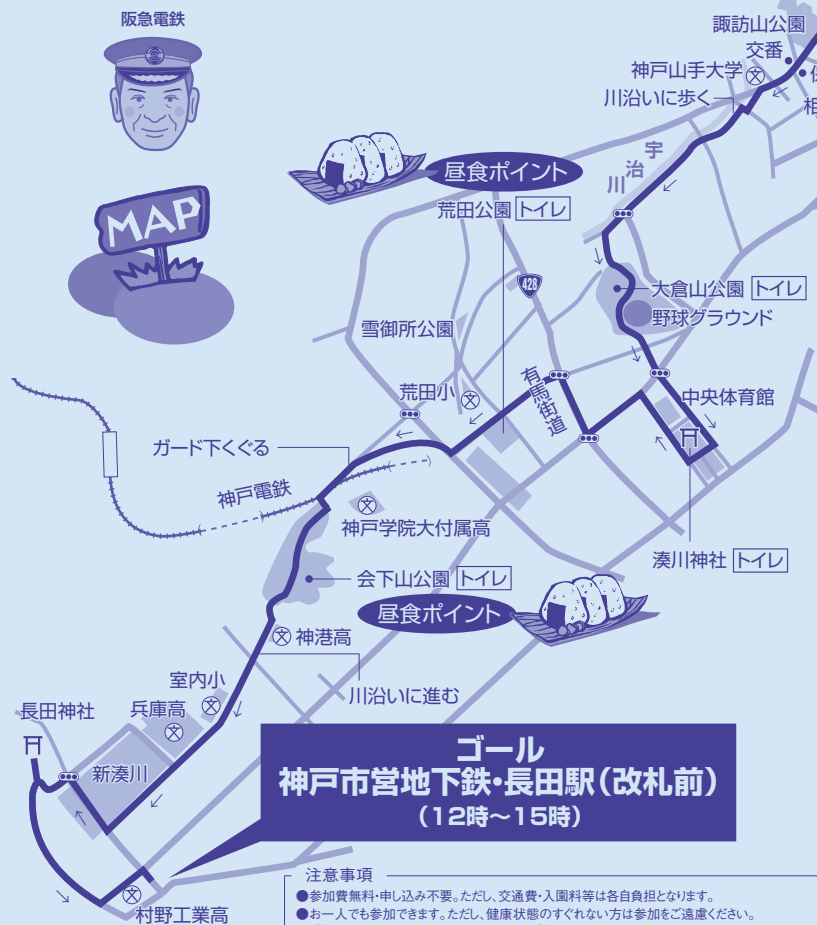 阪急電鉄
諏訪山公園
交番
神戸山手大学
川沿いに歩く
相
宇治川
MAP
昼食ポイント
荒田公園 トイレ
428
大倉山公園 トイレ
野球グラウンド
雪御所公園
有馬街道
荒田小
中央体育館
ガード下くぐる
神戸電鉄
神戸学院大付属高
湊川神社 トイレ
会下山公園 トイレ
昼食ポイント
神港高
室内小
川沿いに進む
長田神社
兵庫高
新湊川
ゴール
神戸市営地下鉄・長田駅（改札前）
（12時〜15時）
村野工業高
注意事項
●参加費無料・申し込み不要。ただし、交通費・入園料等は各自負担となります。
●お一人でも参加できます。ただし、健康状態のすぐれない方は参加をご遠慮ください。